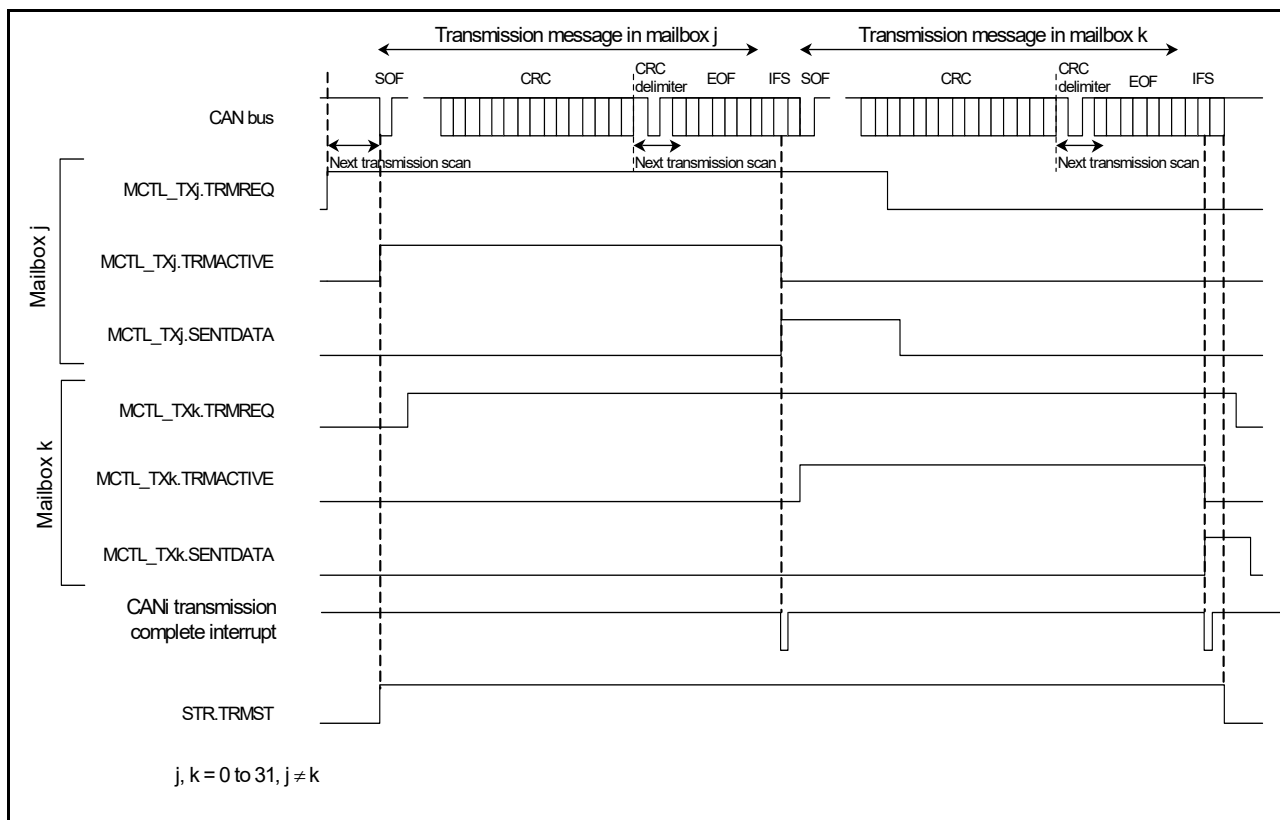 Transmission message in mailbox j
Transmission message in mailbox k
SOF
CRC
CRC
delimiter
EOF
IFS
SOF
CRC
CRC
delimiter
EOF
IFS
CAN bus
Next transmission scan
Next transmission scan
Next transmission scan
Mailbox j
MCTL_TXj.TRMREQ
MCTL_TXj.TRMACTIVE
MCTL_TXj.SENTDATA
Mailbox k
MCTL_TXk.TRMREQ
MCTL_TXk.TRMACTIVE
MCTL_TXk.SENTDATA
CANi transmission
complete interrupt
STR.TRMST
j, k = 0 to 31, j ≠ k